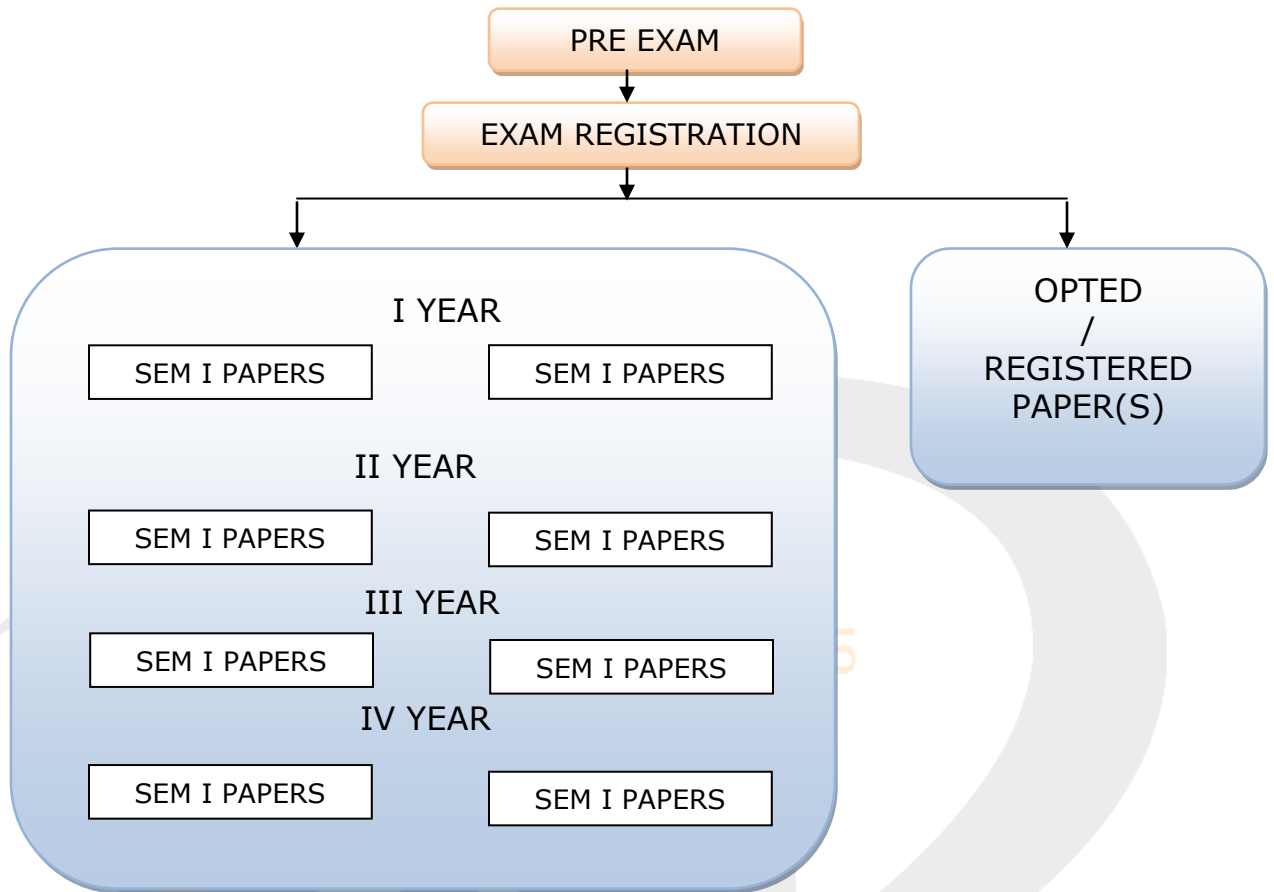 PRE EXAM
EXAM REGISTRATION
I YEAR
SEM I PAPERS
SEM I PAPERS
II YEAR
SEM I PAPERS
SEM I PAPERS
III YEAR
SEM I PAPERS
SEM I PAPERS
IV YEAR
SEM I PAPERS
SEM I PAPERS
OPTED
/
REGISTERED
PAPER(S)